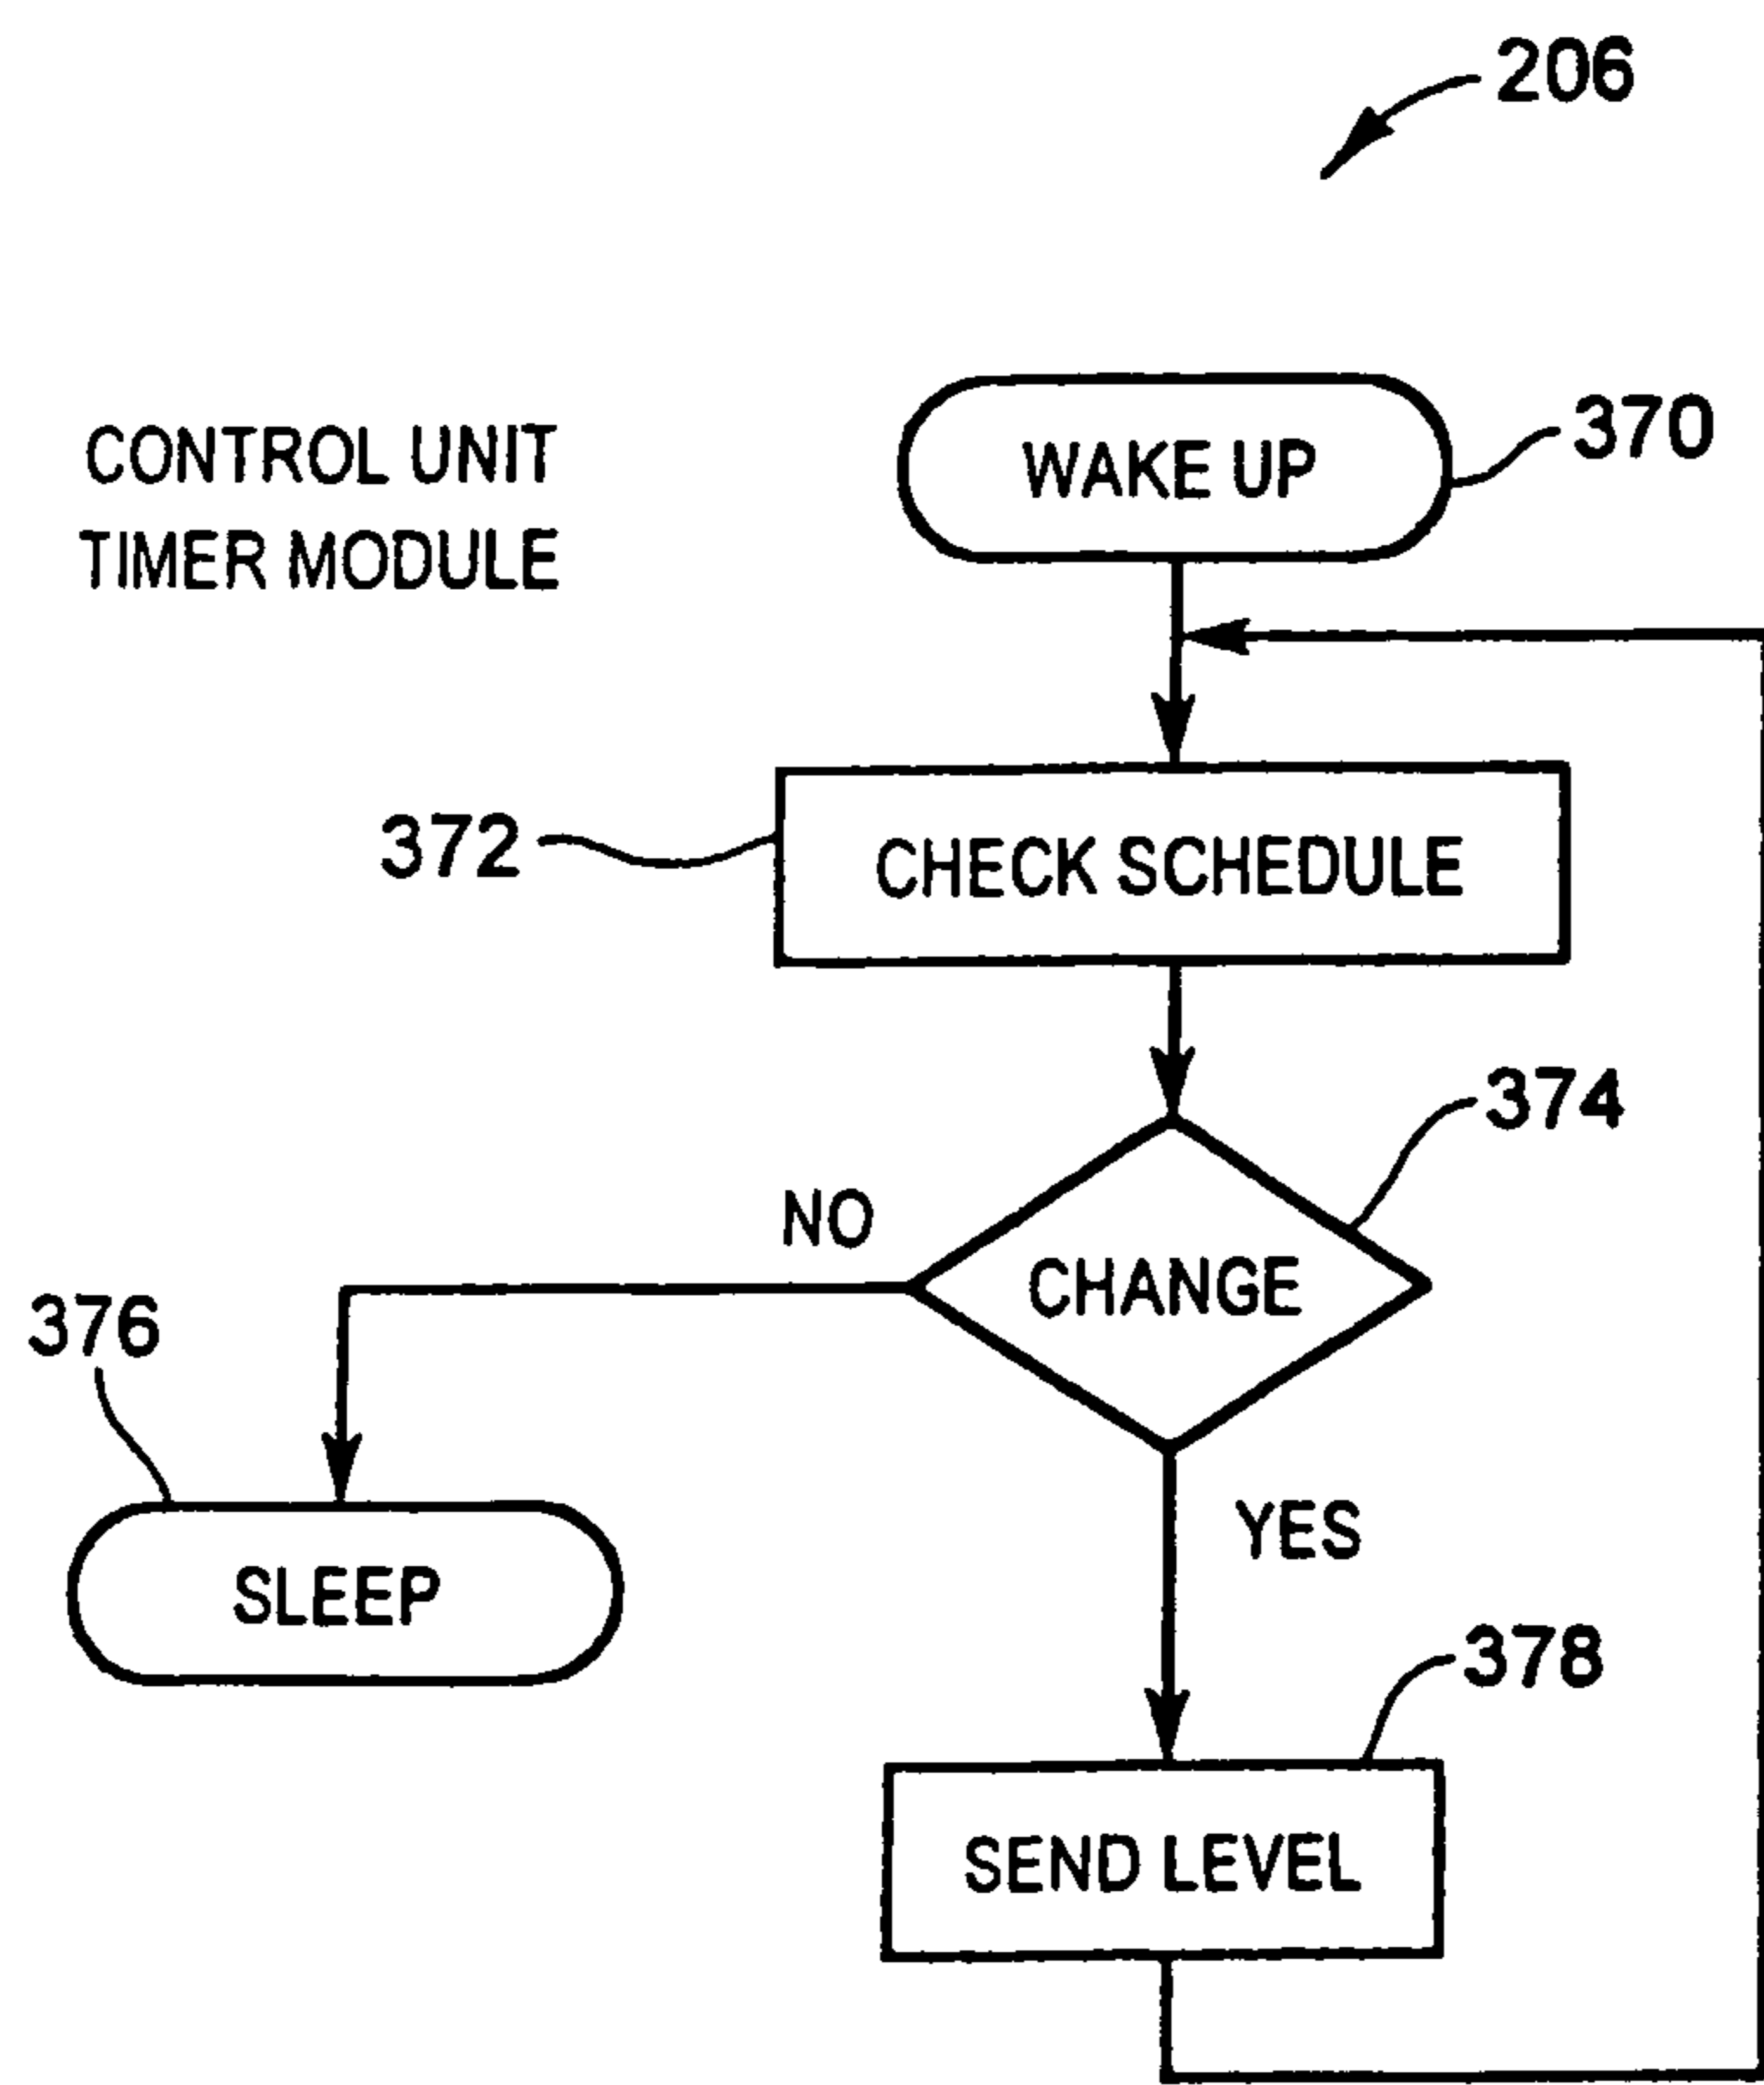 206
CONTROL UNIT
TIMER MODULE
WAKE UP
370
372
CHECK SCHEDULE
374
NO
CHANGE
376
YES
SLEEP
378
SEND LEVEL